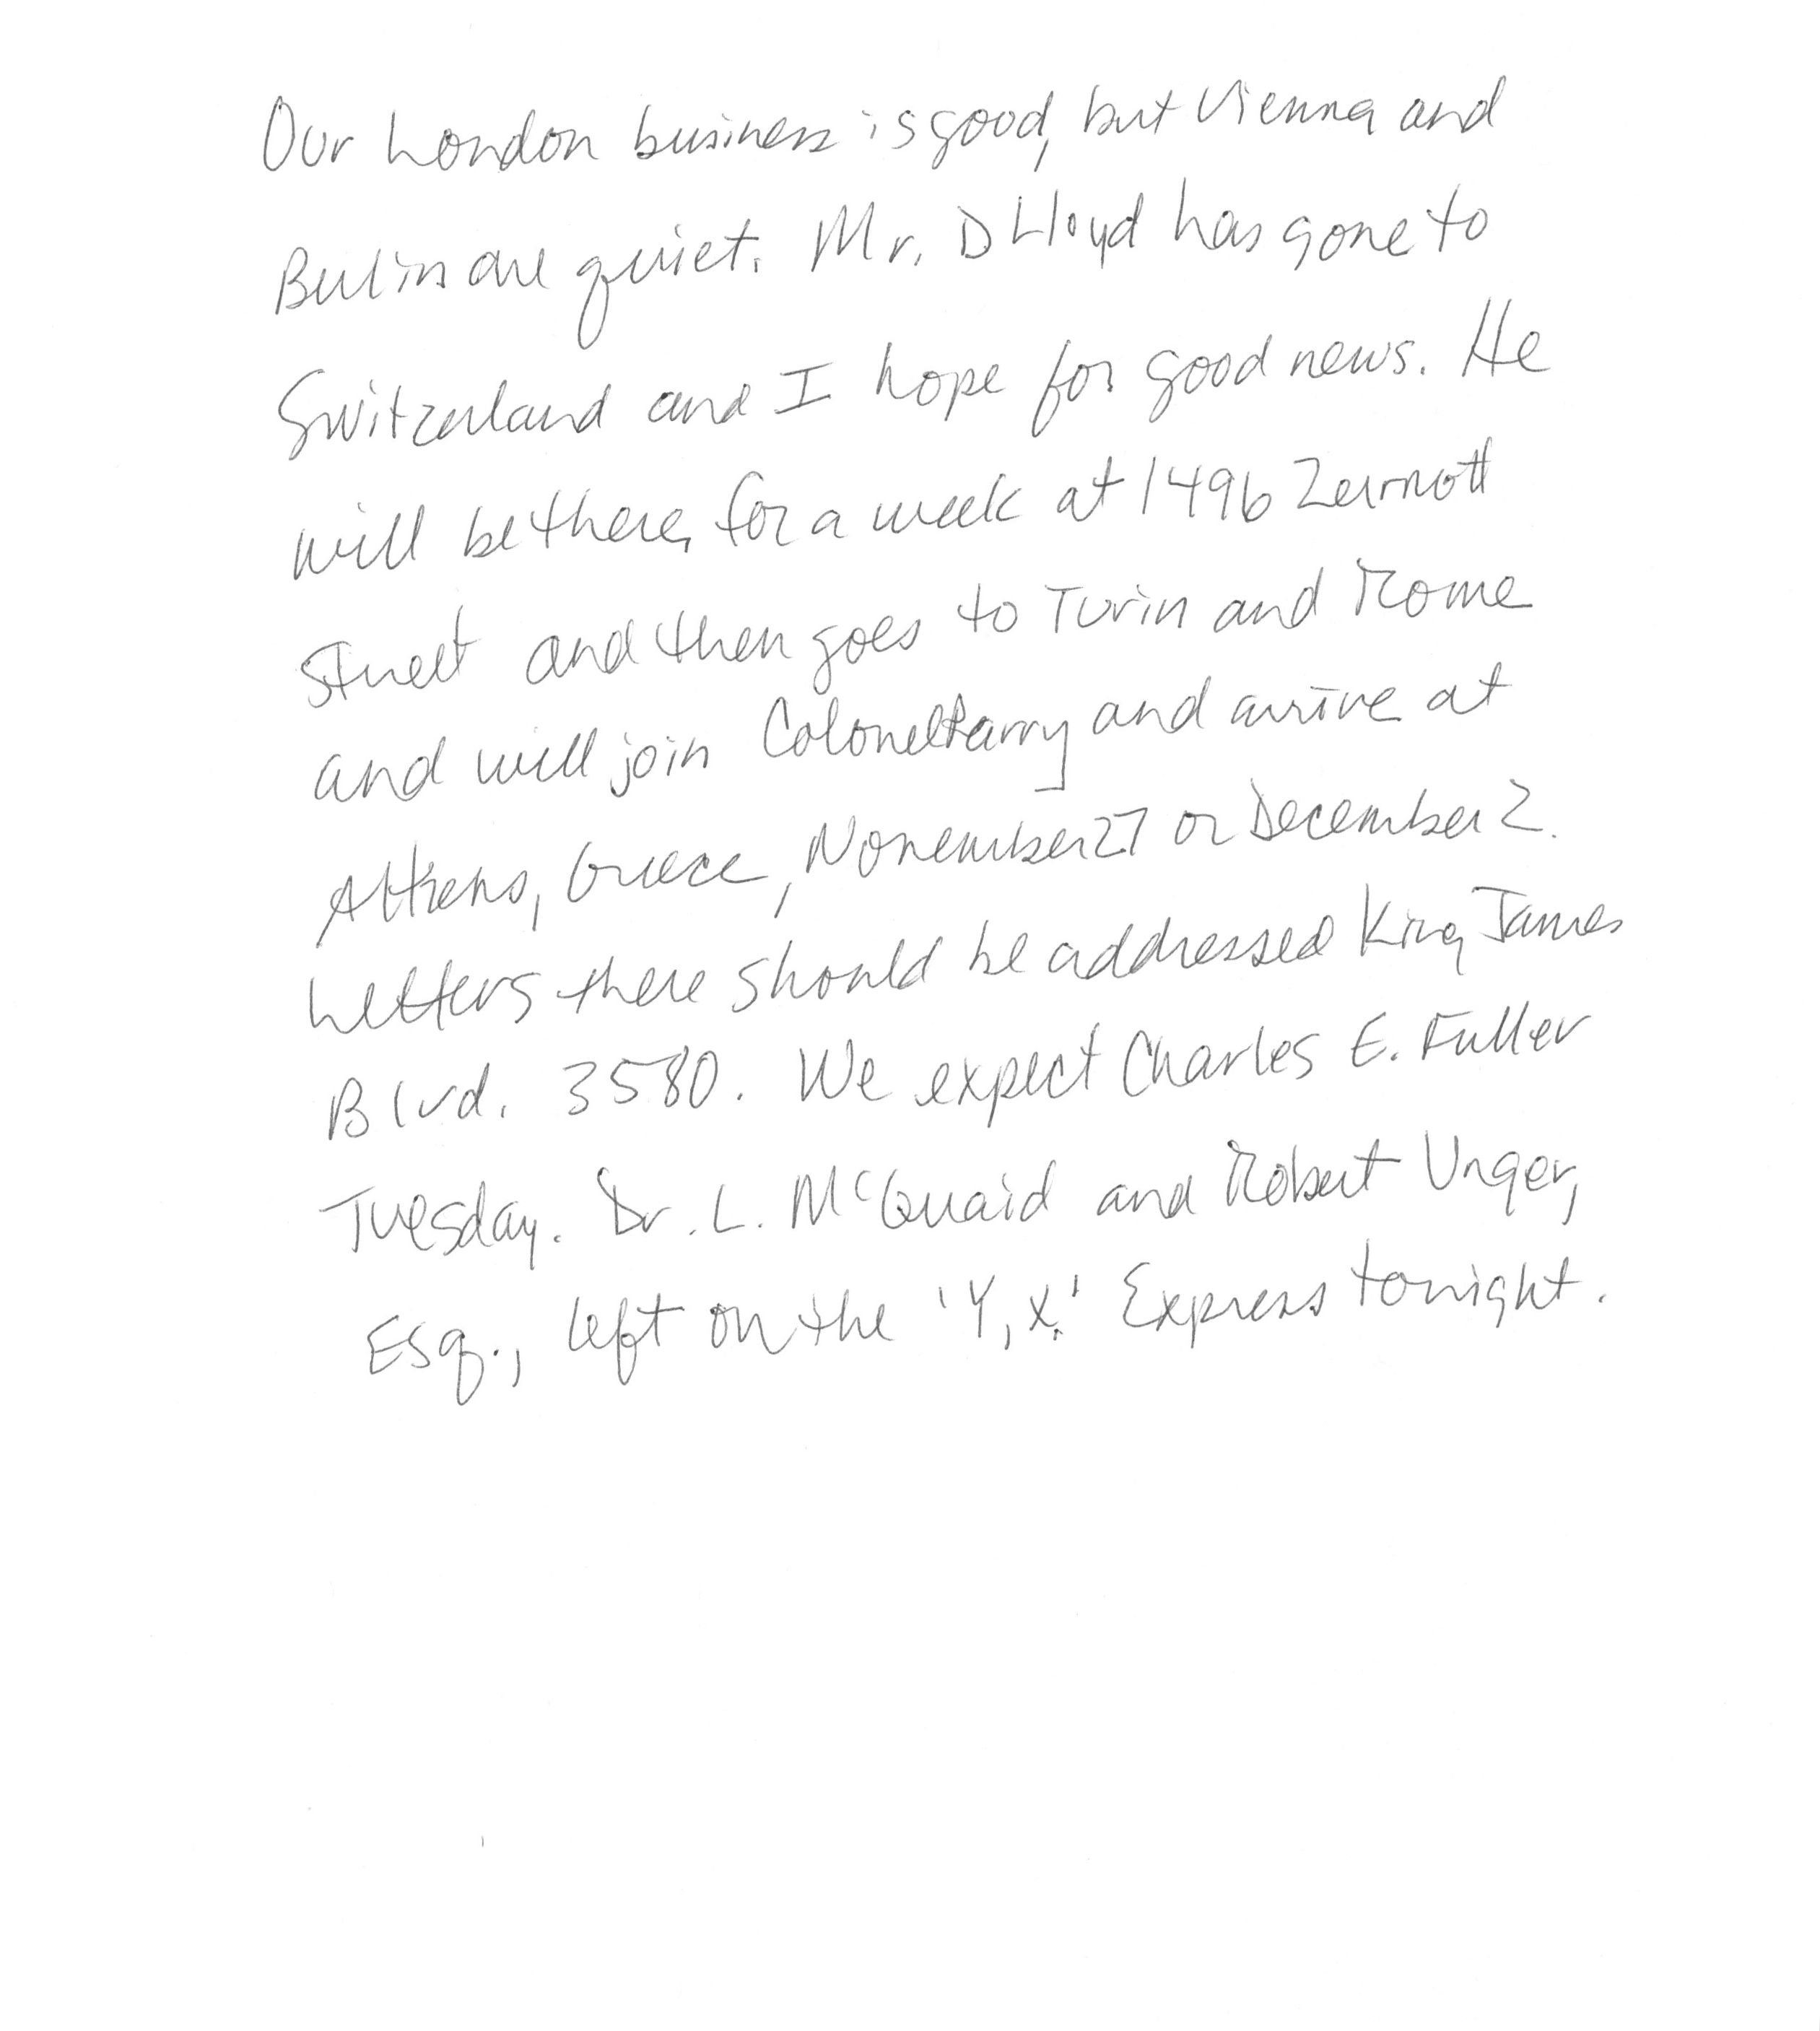 Our London business is good, but Vienna and
Berlin are quiet. Mr. D. Lloyd has gone to
Switzerland and I hope for good news. He
will be there, for a week at 1496 Zermott
Street and then goes to Turin and Rome
and will join Colonel Parry and arrive at
Athens, Greece, November 27 or December 2.
Letters there should be addressed King James
Blvd. 3580. We expect Charles E. Fuller
Tuesday. Dr. L. McQuaid and Robert Unger,
Esq., left on the 'Y, X.' Express tonight.